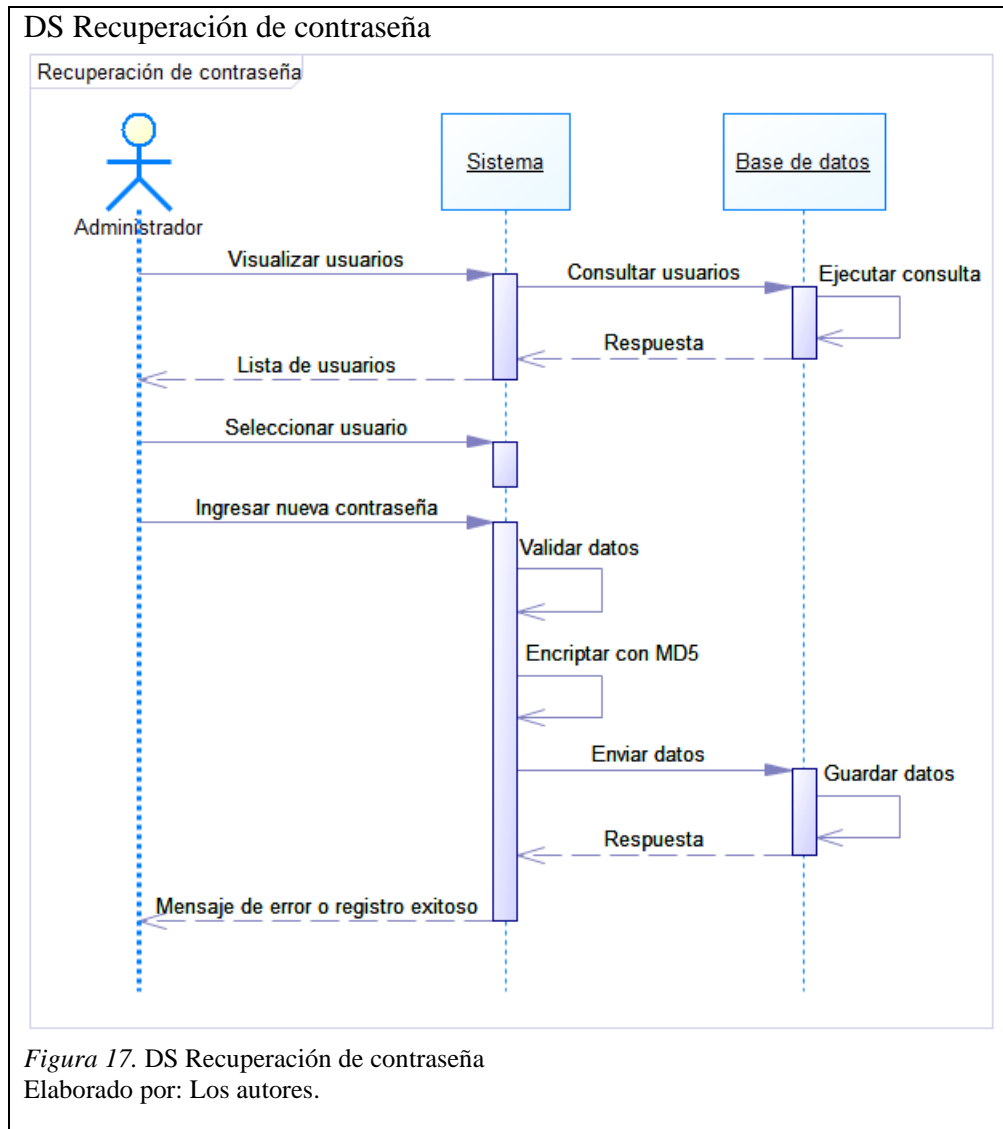 DS Recuperación de contraseña
Recuperación de contraseña
Sistema
Base de datos
Administrador
Visualizar usuarios
Consultar usuarios
Ejecutar consulta
Respuesta
Lista de usuarios
Seleccionar usuario
Ingresar nueva contraseña
Validar datos
Encriptar con MD5
Enviar datos
Guardar datos
Respuesta
Mensaje de error o registro exitoso
Figura 17. DS Recuperación de contraseña
Elaborado por: Los autores.